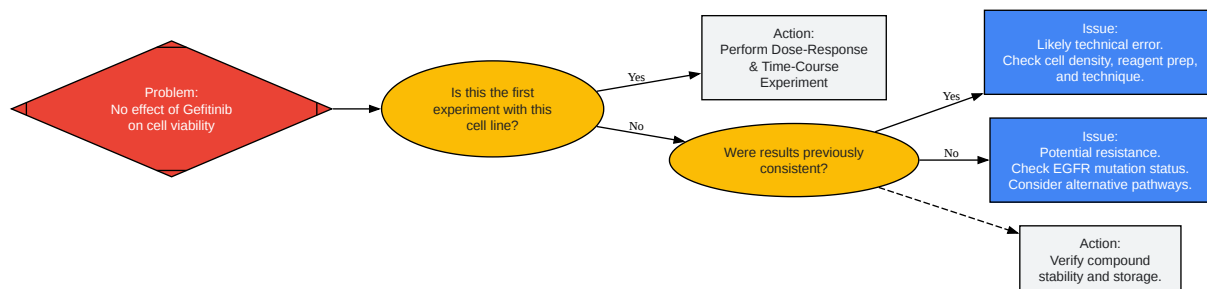 Problem:
No effect of Gefitinib
on cell viability
Is this the first
experiment with this
cell line?
Yes
Action:
Perform Dose-Response
& Time-Course
Experiment
No
Were results previously
consistent?
Yes
Issue:
Likely technical error.
Check cell density, reagent prep,
and technique.
No
Issue:
Potential resistance.
Check EGFR mutation status.
Consider alternative pathways.
Action:
Verify compound
stability and storage.